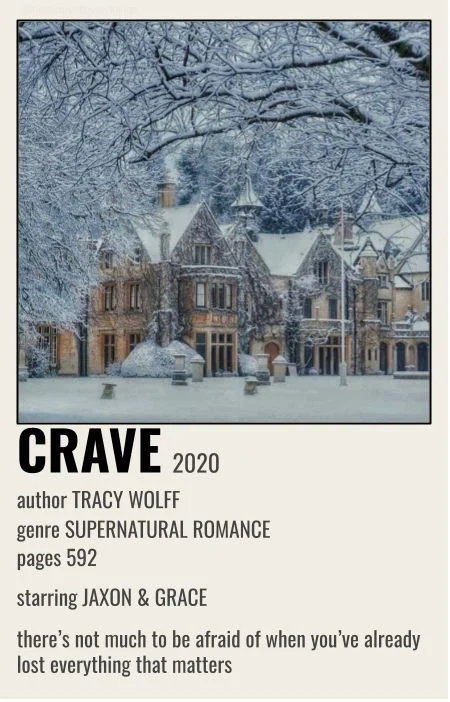 CRAVE 2020
author TRACY WOLFF
genre SUPERNATURAL ROMANCE
pages 592
starring JAXON & GRACE
there's not much to be afraid of when you've already
lost everything that matters